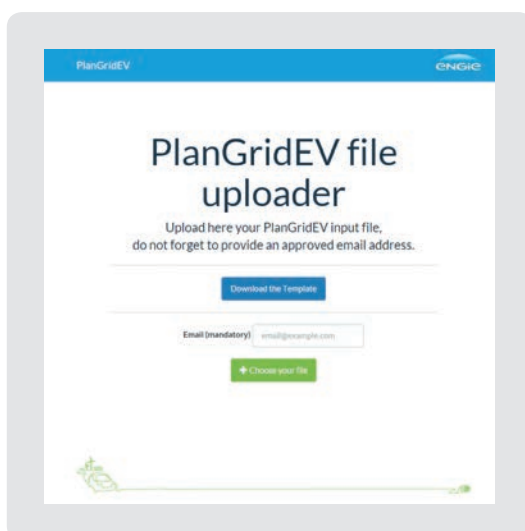 PlanGridEV
ENGIE
PlanGridEV file
uploader
Upload here your PlanGridEV input file,
do not forget to provide an approved email address.
Download the Template
Email (mandatory) email@example.com
+ Choose your file